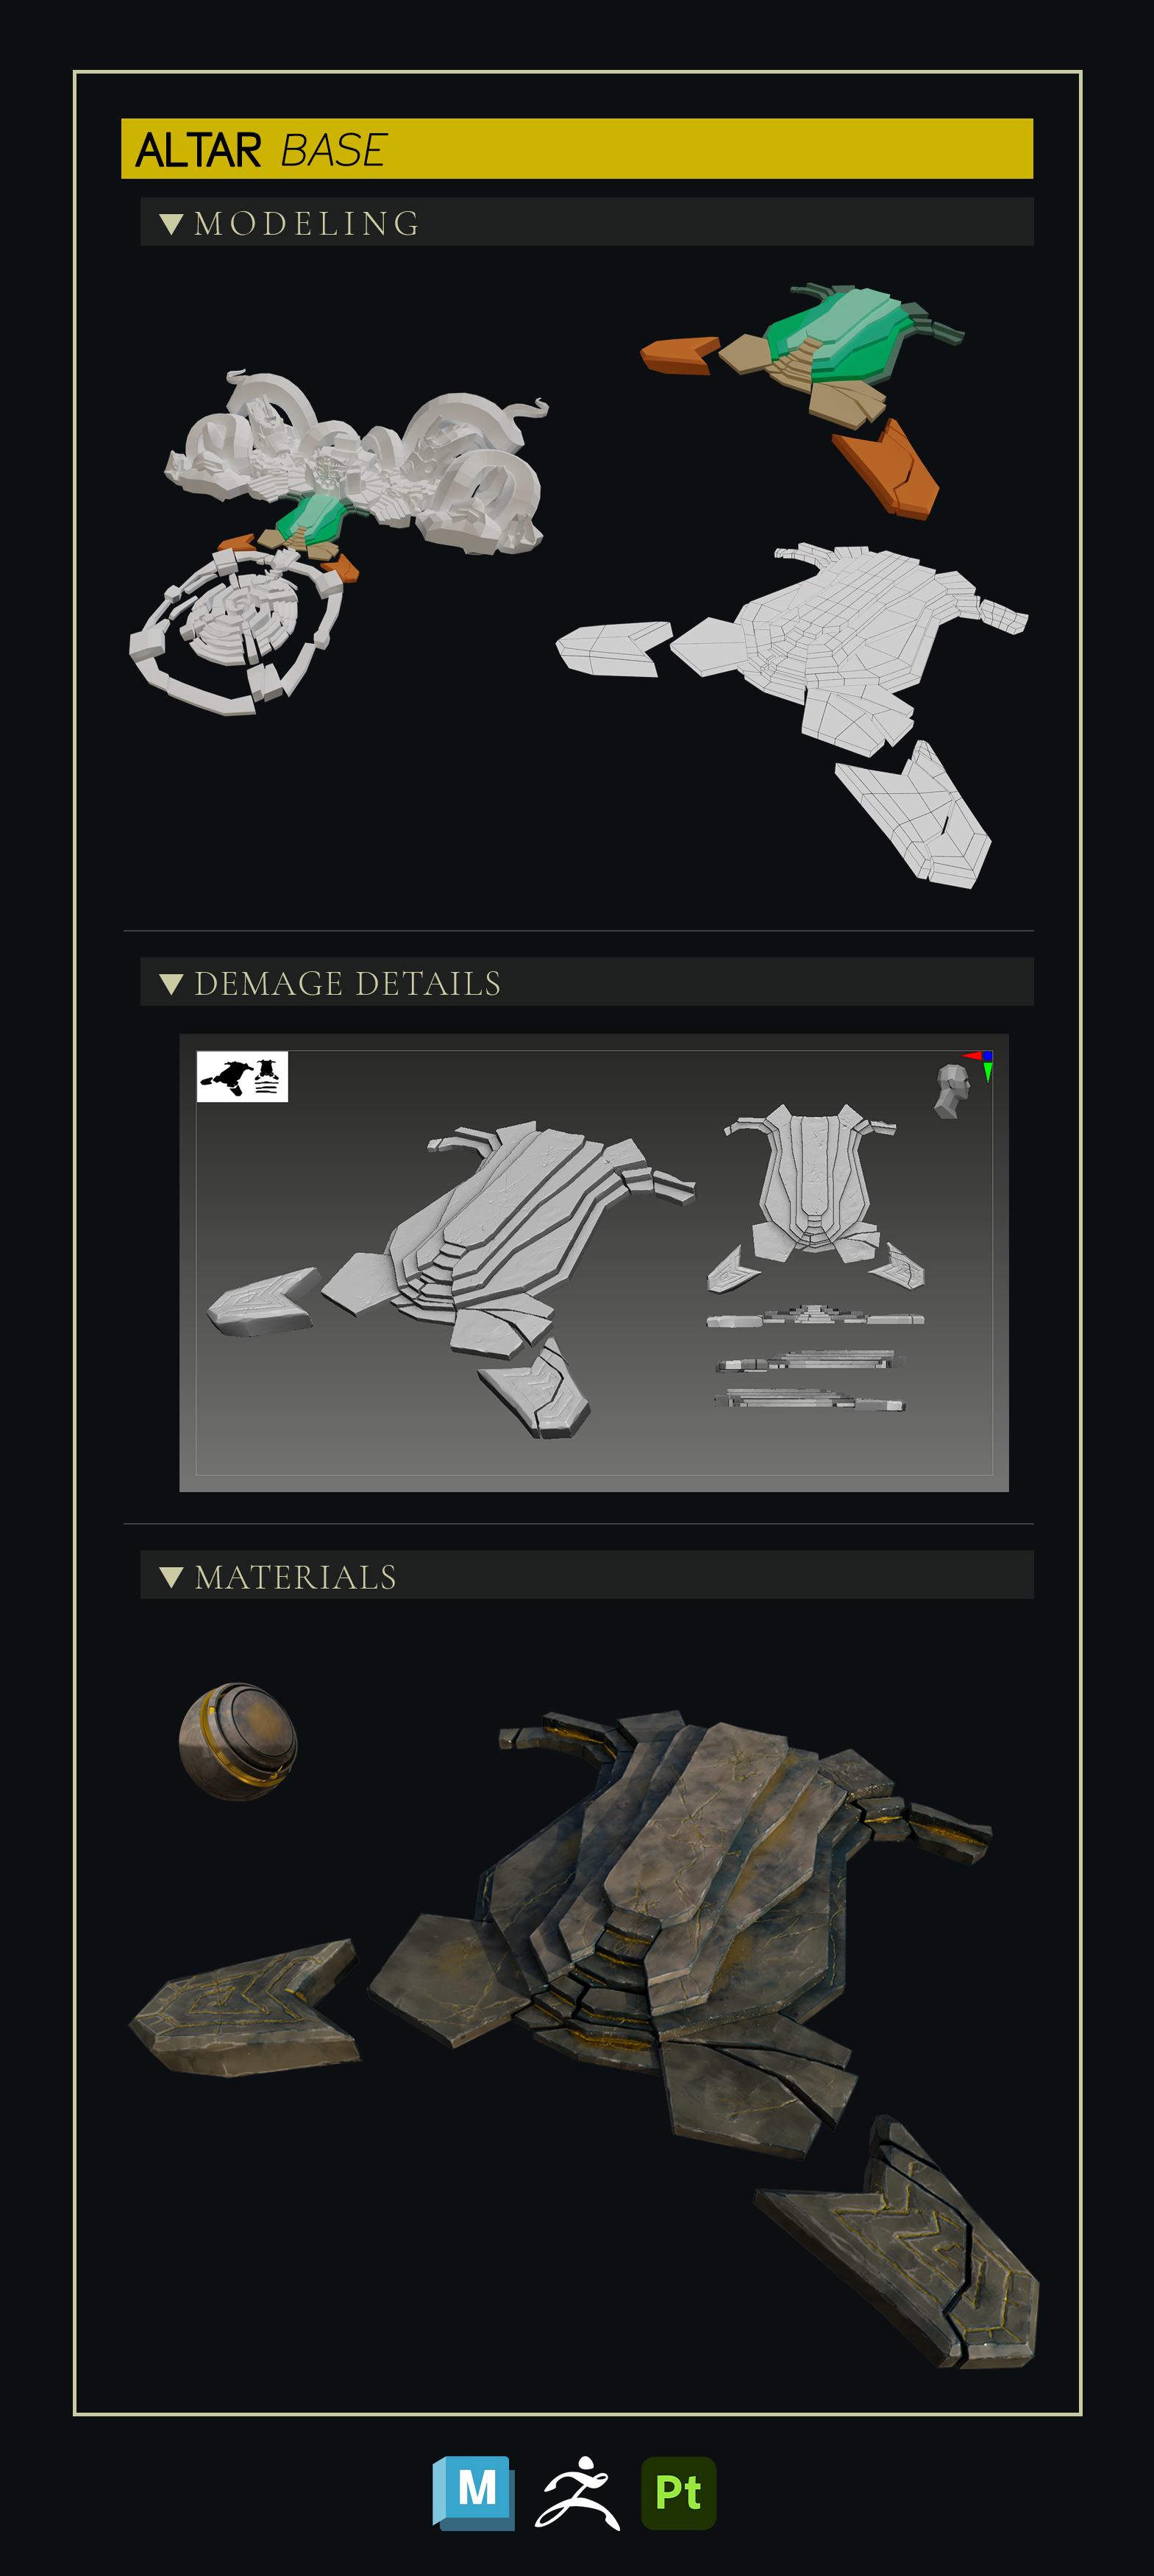 ALTAR BASE
MODELING
DEMAGE DETAILS
MATERIALS
M
Pt